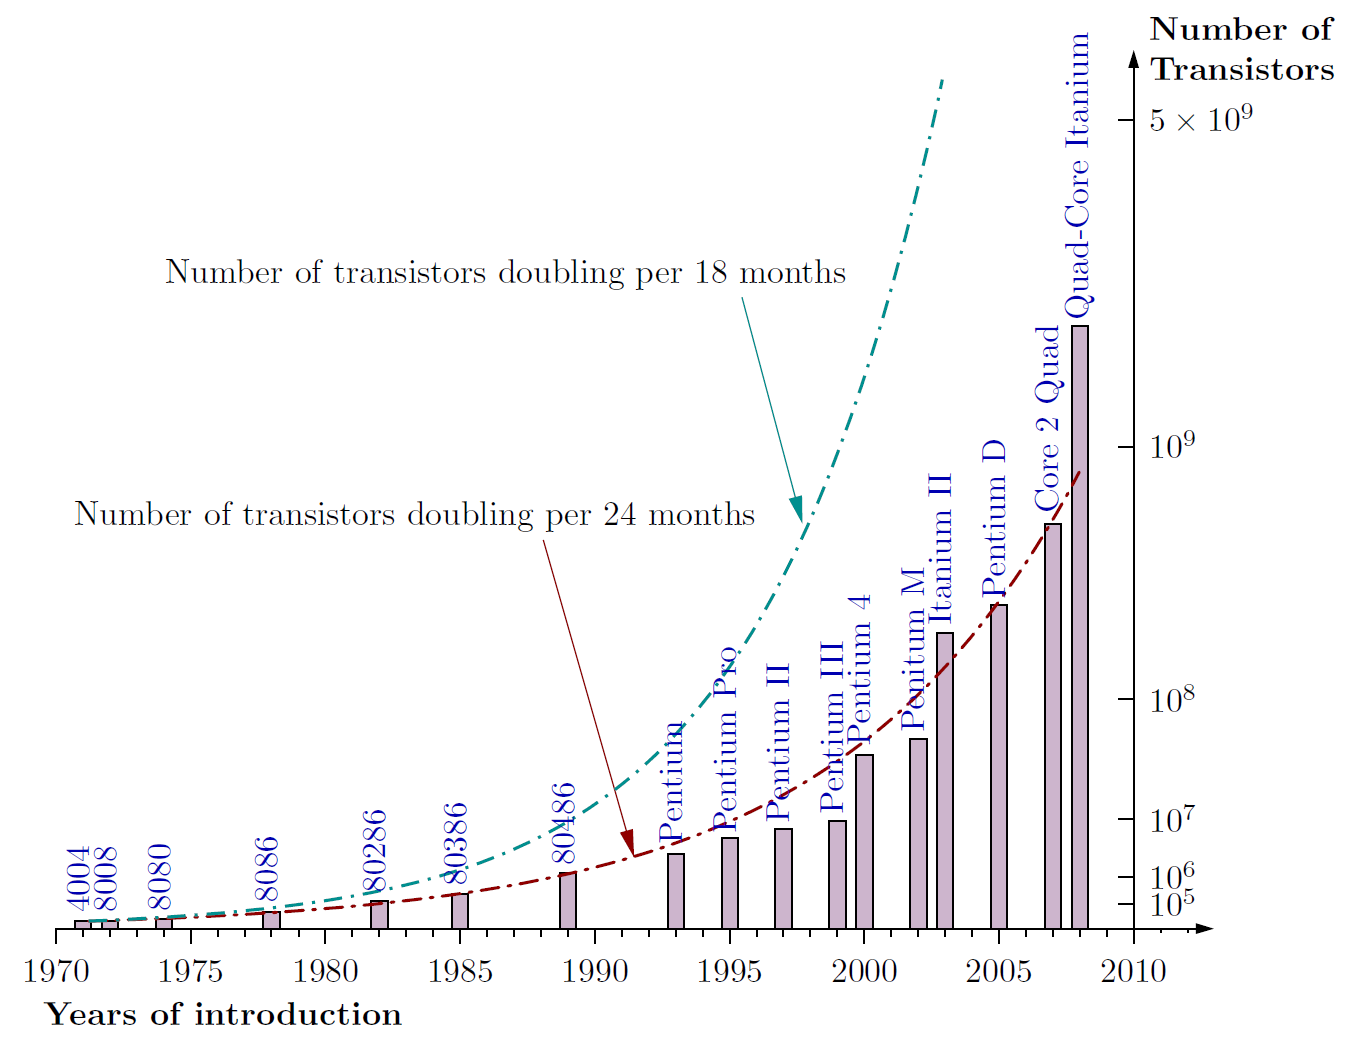 Number of
Transistors
5 × 10⁹
10⁹
10⁸
10⁷
10⁶
10⁵
Number of transistors doubling per 18 months
Number of transistors doubling per 24 months
4004
8008
8080
8086
80286
80386
80486
Pentium
Pentium Pro
Pentium II
Pentium III
Pentium 4
Penitum M
Itanium II
Pentium D
Core 2 Quad
Quad-Core Itanium
1970 1975 1980 1985 1990 1995 2000 2005 2010
Years of introduction